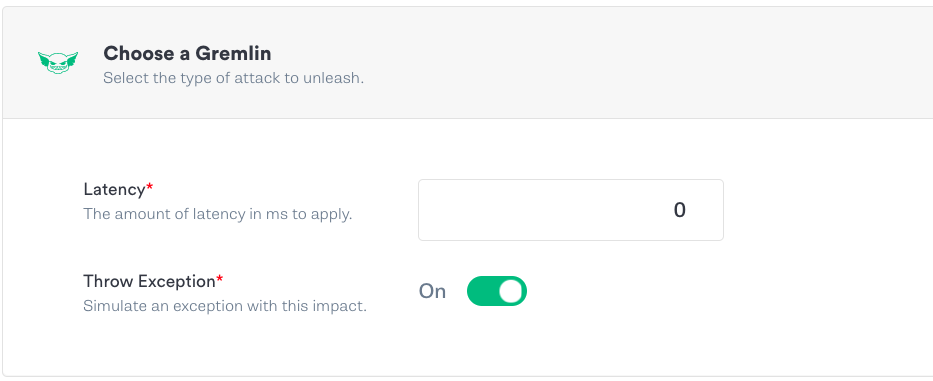 Choose a Gremlin
Select the type of attack to unleash.
Latency*
The amount of latency in ms to apply.
0
Throw Exception*
Simulate an exception with this impact.
On